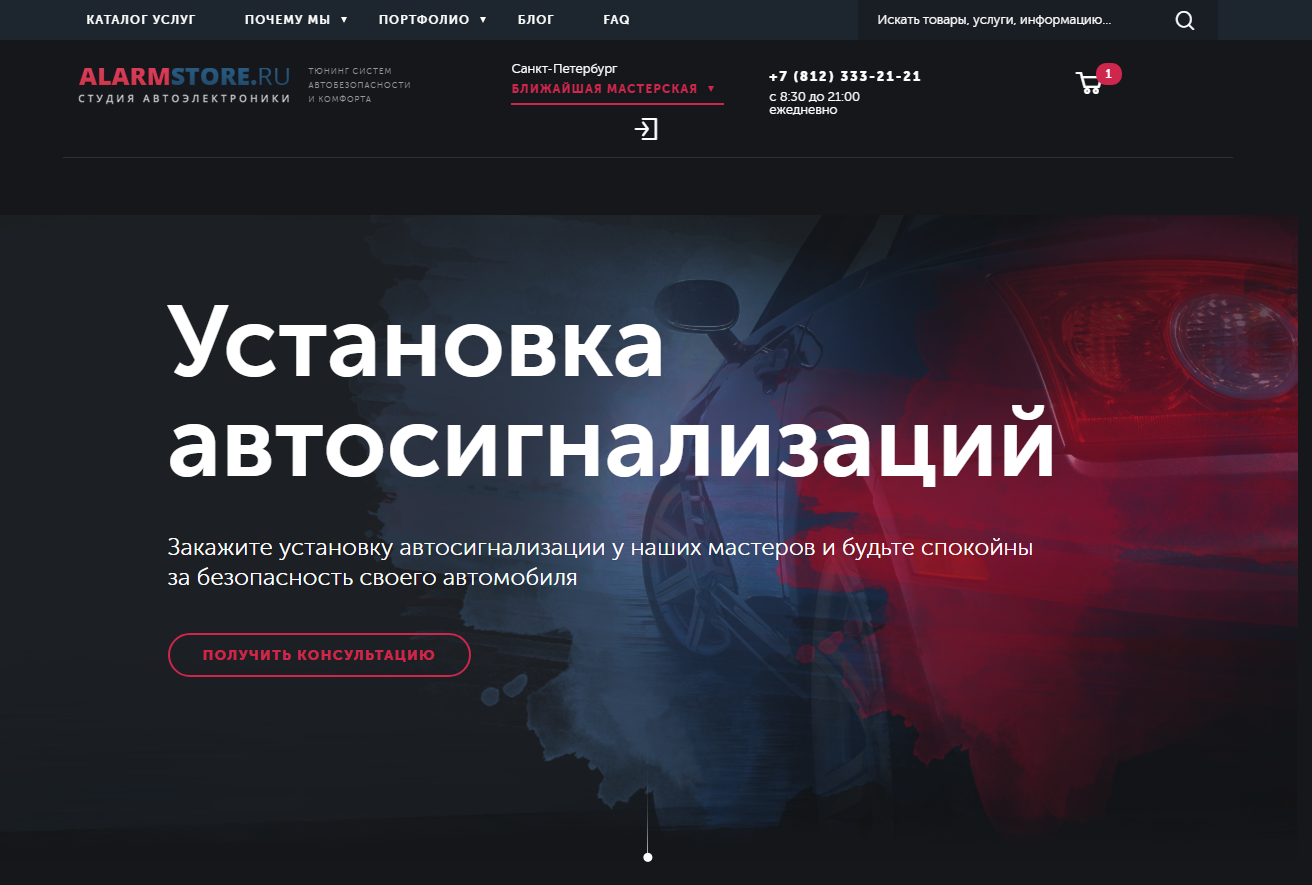 КАТАЛОГ УСЛУГ ПОЧЕМУ МЫ ▼ ПОРТФОЛИО ▼ БЛОГ FAQ Искать товары, услуги, информацию...
ALARMSTORE.RU
СТУДИЯ АВТОЭЛЕКТРОНИКИ
ТЮНИНГ СИСТЕМ
АВТОБЕЗОПАСНОСТИ
И КОМФОРТА
Санкт-Петербург
БЛИЖАЙШАЯ МАСТЕРСКАЯ ▼
+7 (812) 333-21-21
с 8:30 до 21:00
ежедневно
1
Установка
автосигнализаций
Закажите установку автосигнализации у наших мастеров и будьте спокойны
за безопасность своего автомобиля
ПОЛУЧИТЬ КОНСУЛЬТАЦИЮ